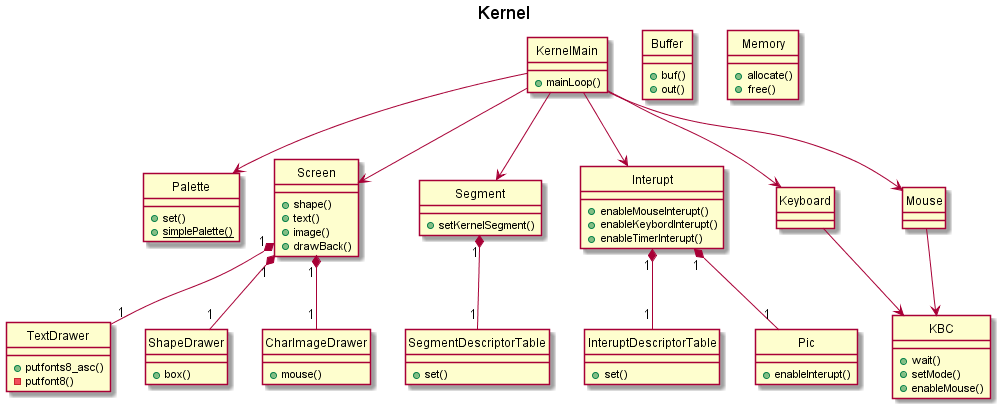 Kernel
KernelMain
mainLoop()
Buffer
buf()
out()
Memory
allocate()
free()
Palette
set()
simplePalette()
Screen
shape()
text()
image()
drawBack()
Segment
setKernelSegment()
Interupt
enableMouseInterupt()
enableKeybordInterupt()
enableTimerInterupt()
Keyboard
Mouse
1
1
1
1
1
1
1
1
1
1
1
1
TextDrawer
putfonts8_asc()
putfont8()
ShapeDrawer
box()
CharImageDrawer
mouse()
SegmentDescriptorTable
set()
InteruptDescriptorTable
set()
Pic
enableInterupt()
KBC
wait()
setMode()
enableMouse()